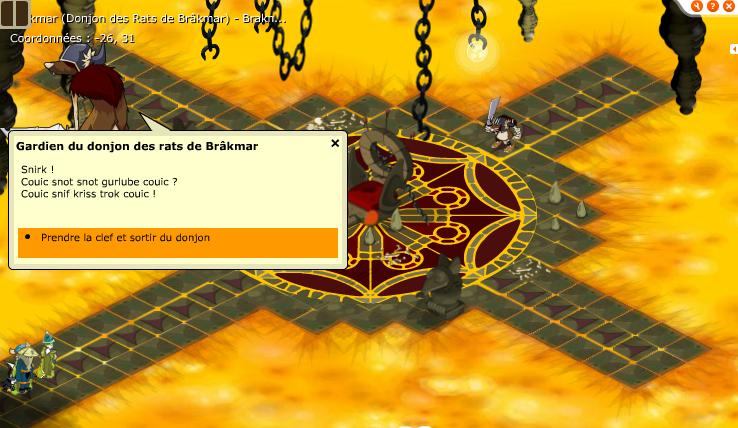 kmar (Donjon des Rats de Brâkmar) - Brakm...
Coordonnées : -26, 31
Gardien du donjon des rats de Brâkmar
Snirk !
Couic snot snot gurlube couic ?
Couic snif kriss trok couic !
Prendre la clef et sortir du donjon